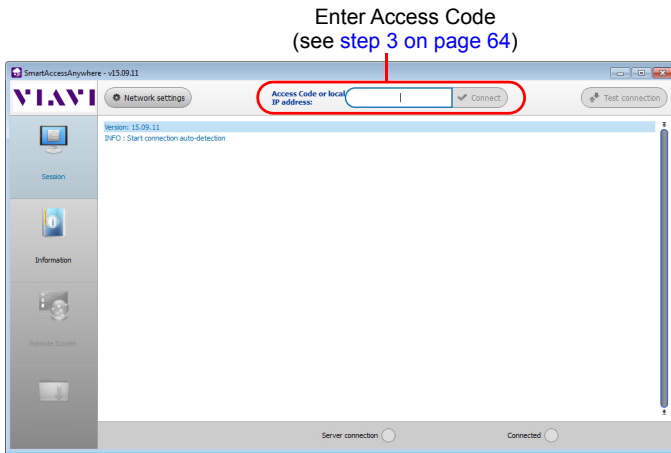 Enter Access Code
(see step 3 on page 64)
SmartAccessAnywhere - v15.09.11
VIAVI
Network settings
Access Code or local
IP address:
Connect
Test connection
Version: 15.09.11
INFO : Start connection auto-detection
Session
Information
Remote Screen
Server connection
Connected